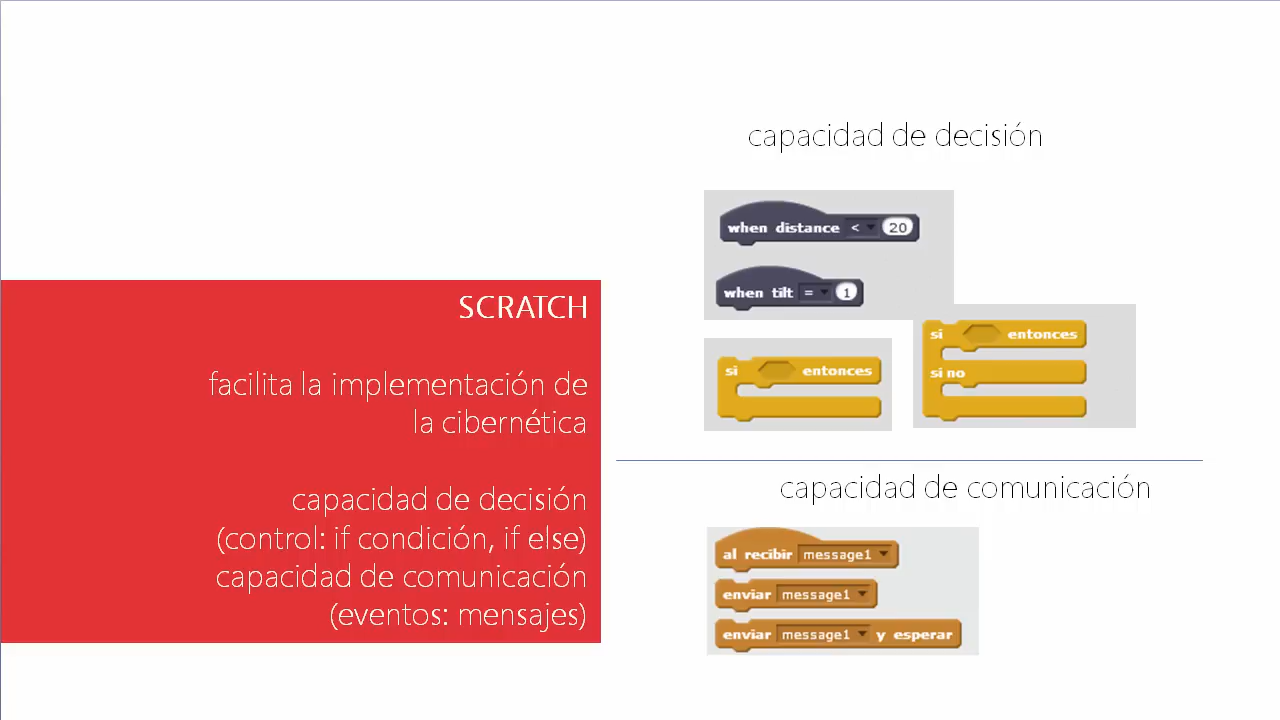 SCRATCH
facilita la implementación de
la cibernética
capacidad de decisión
(control: if condición, if else)
capacidad de comunicación
(eventos: mensajes)
capacidad de decisión
when distance < 20
when tilt = 1
si entonces
si entonces
si no
capacidad de comunicación
al recibir message1
enviar message1
enviar message1 y esperar